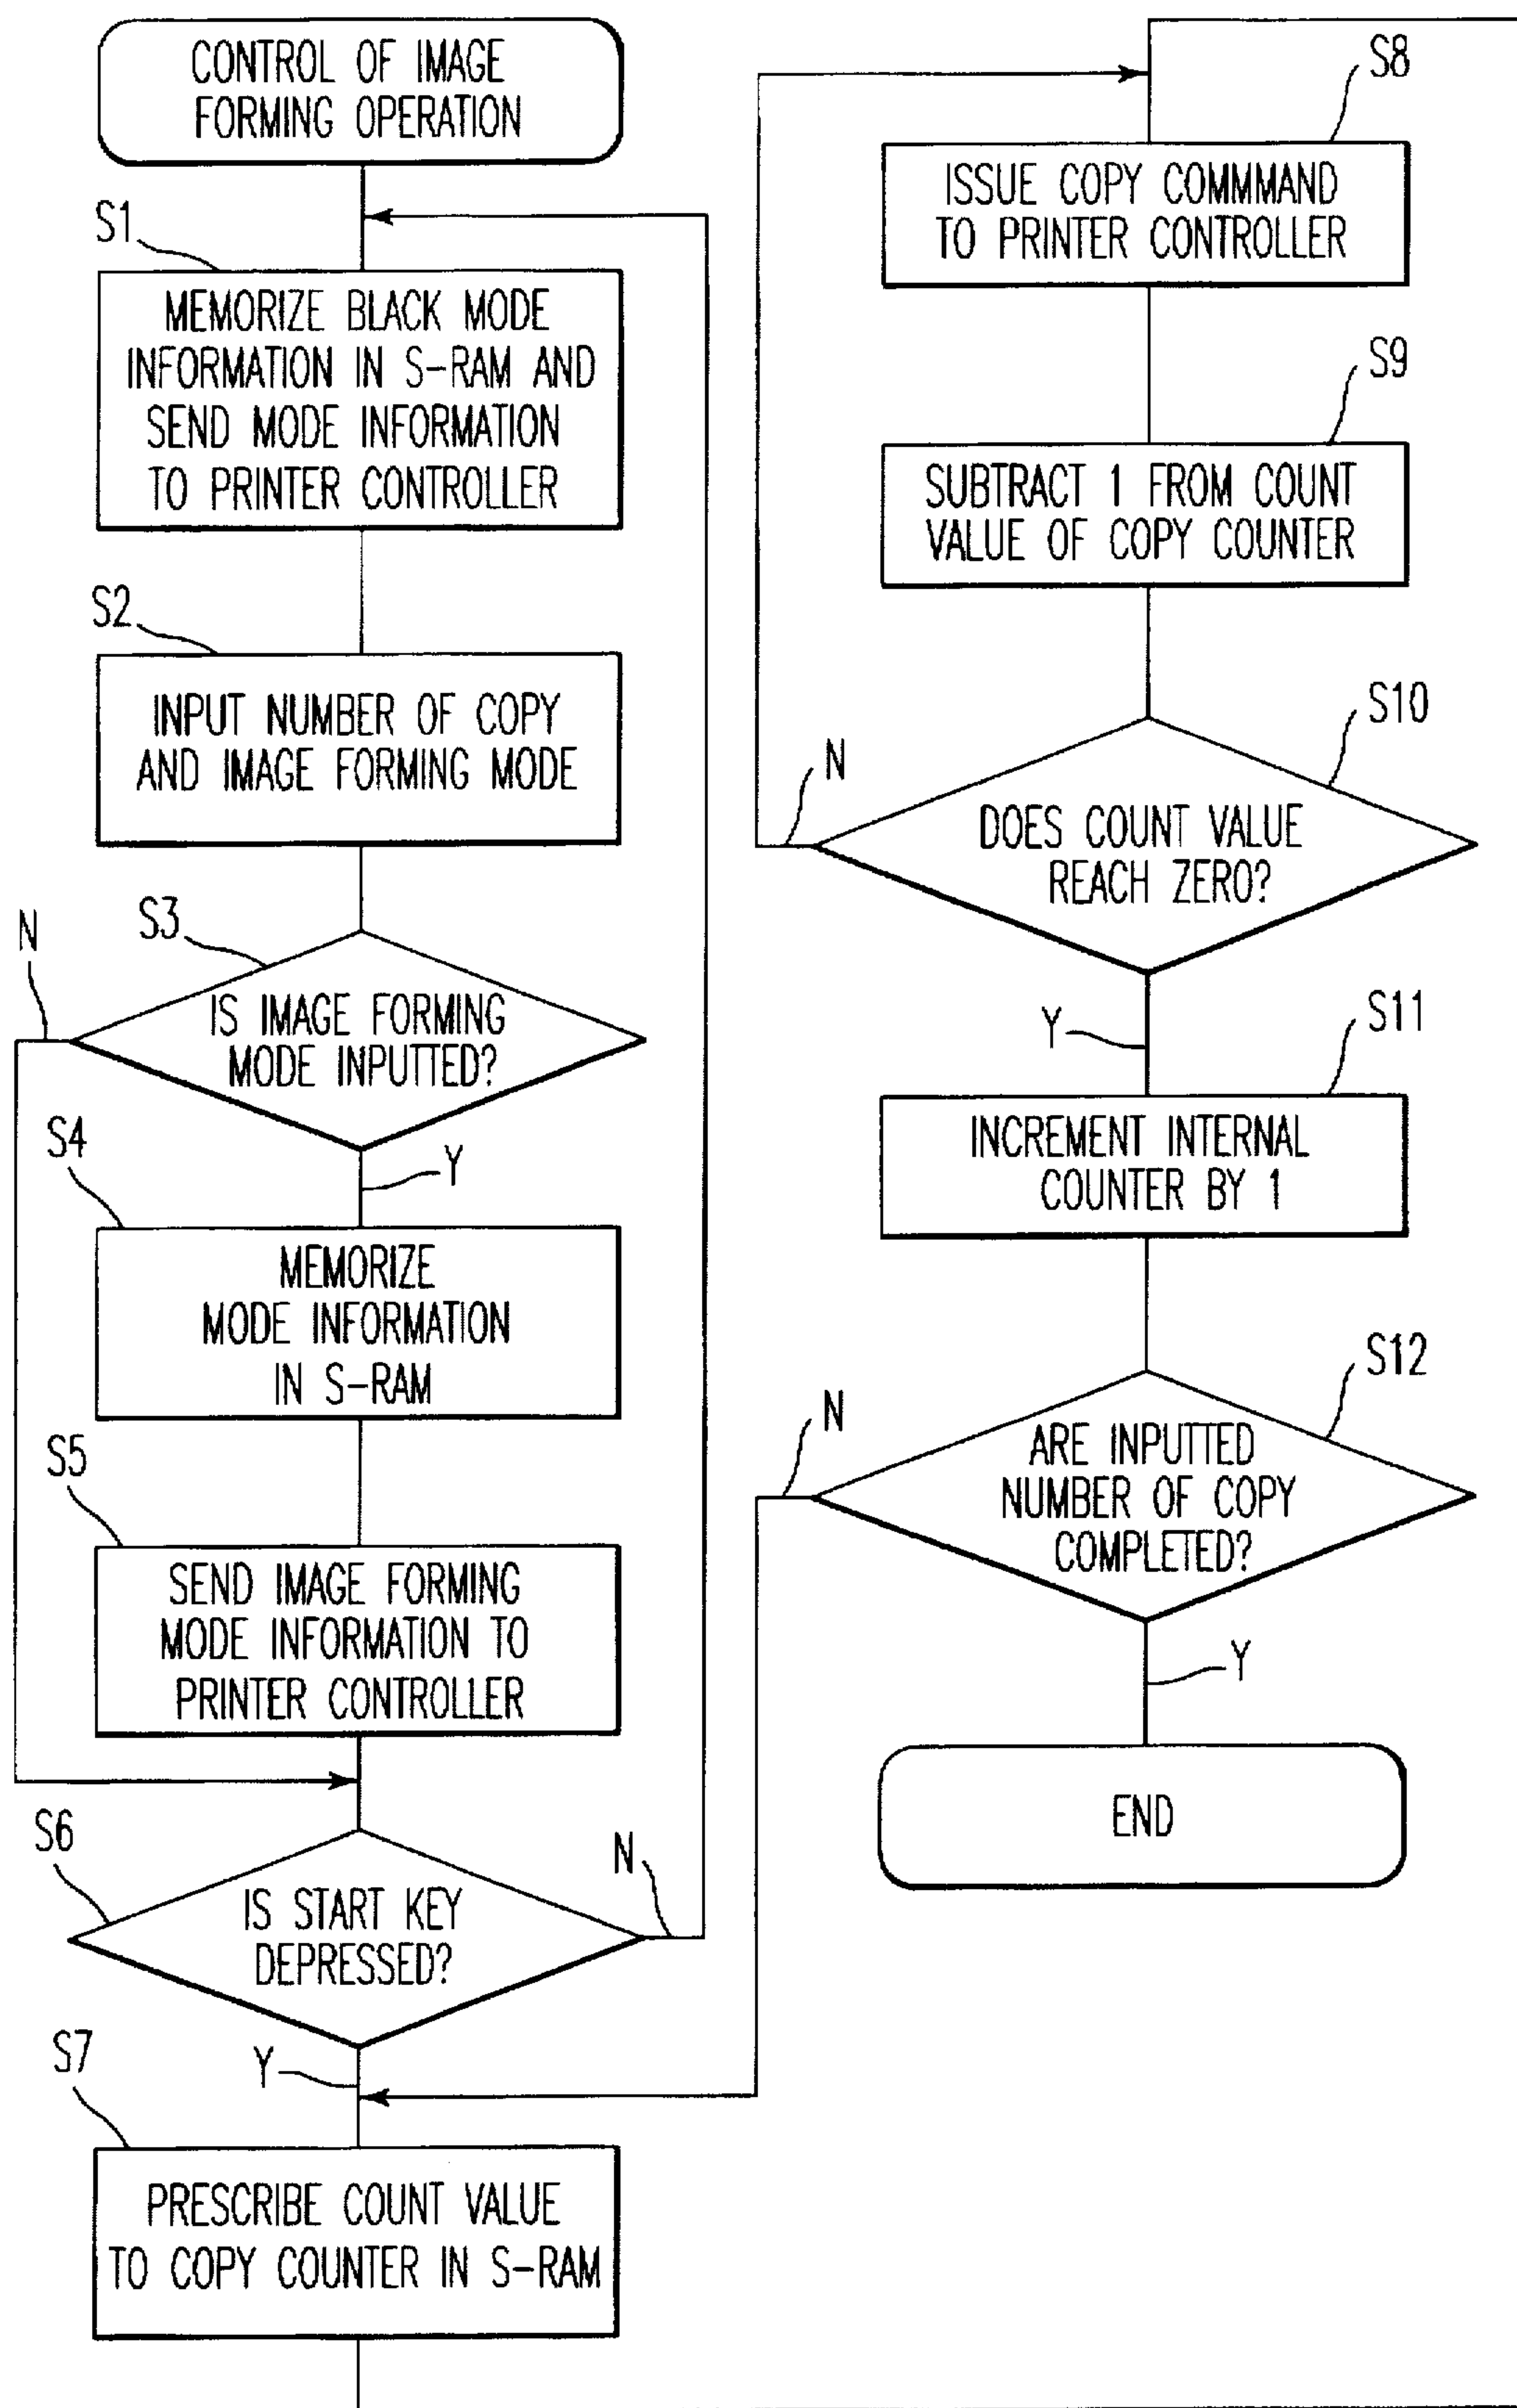 CONTROL OF IMAGE
FORMING OPERATION
S1
MEMORIZE BLACK MODE
INFORMATION IN S-RAM AND
SEND MODE INFORMATION
TO PRINTER CONTROLLER
S2
INPUT NUMBER OF COPY
AND IMAGE FORMING MODE
S3
N
IS IMAGE FORMING
MODE INPUTTED?
Y
S4
MEMORIZE
MODE INFORMATION
IN S-RAM
S5
SEND IMAGE FORMING
MODE INFORMATION TO
PRINTER CONTROLLER
S6
N
IS START KEY
DEPRESSED?
Y
S7
PRESCRIBE COUNT VALUE
TO COPY COUNTER IN S-RAM
S8
ISSUE COPY COMMMAND
TO PRINTER CONTROLLER
S9
SUBTRACT 1 FROM COUNT
VALUE OF COPY COUNTER
S10
N
DOES COUNT VALUE
REACH ZERO?
Y
S11
INCREMENT INTERNAL
COUNTER BY 1
S12
N
ARE INPUTTED
NUMBER OF COPY
COMPLETED?
Y
END